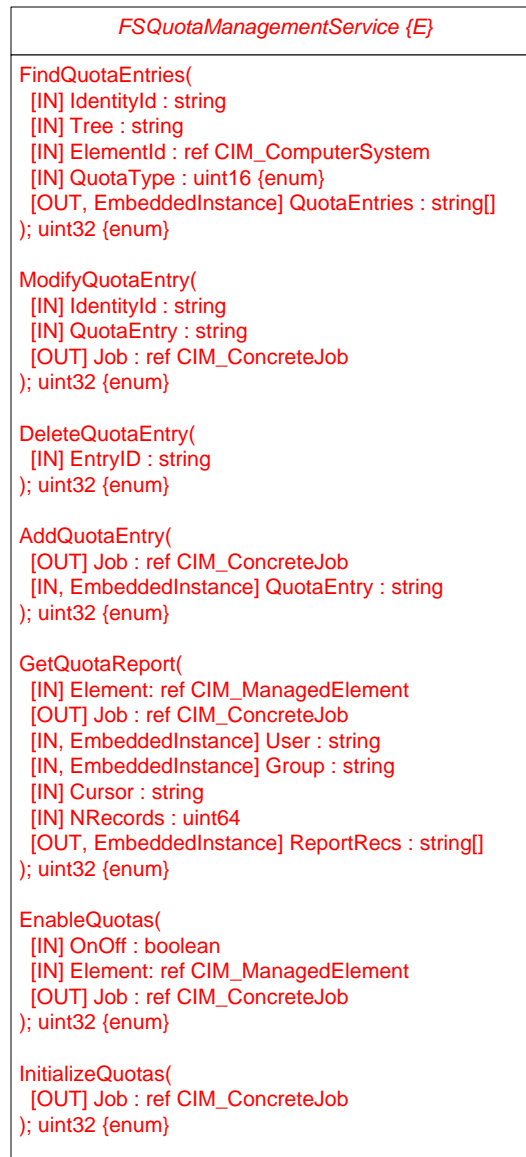 FSQuotaManagementService {E}
FindQuotaEntries(
[IN] IdentityId : string
[IN] Tree : string
[IN] ElementId : ref CIM_ComputerSystem
[IN] QuotaType : uint16 {enum}
[OUT, EmbeddedInstance] QuotaEntries : string[]
); uint32 {enum}
ModifyQuotaEntry(
[IN] IdentityId : string
[IN] QuotaEntry : string
[OUT] Job : ref CIM_ConcreteJob
); uint32 {enum}
DeleteQuotaEntry(
[IN] EntryID : string
); uint32 {enum}
AddQuotaEntry(
[OUT] Job : ref CIM_ConcreteJob
[IN, EmbeddedInstance] QuotaEntry : string
); uint32 {enum}
GetQuotaReport(
[IN] Element: ref CIM_ManagedElement
[OUT] Job : ref CIM_ConcreteJob
[IN, EmbeddedInstance] User : string
[IN, EmbeddedInstance] Group : string
[IN] Cursor : string
[IN] NRecords : uint64
[OUT, EmbeddedInstance] ReportRecs : string[]
); uint32 {enum}
EnableQuotas(
[IN] OnOff : boolean
[IN] Element: ref CIM_ManagedElement
[OUT] Job : ref CIM_ConcreteJob
); uint32 {enum}
InitializeQuotas(
[OUT] Job : ref CIM_ConcreteJob
); uint32 {enum}